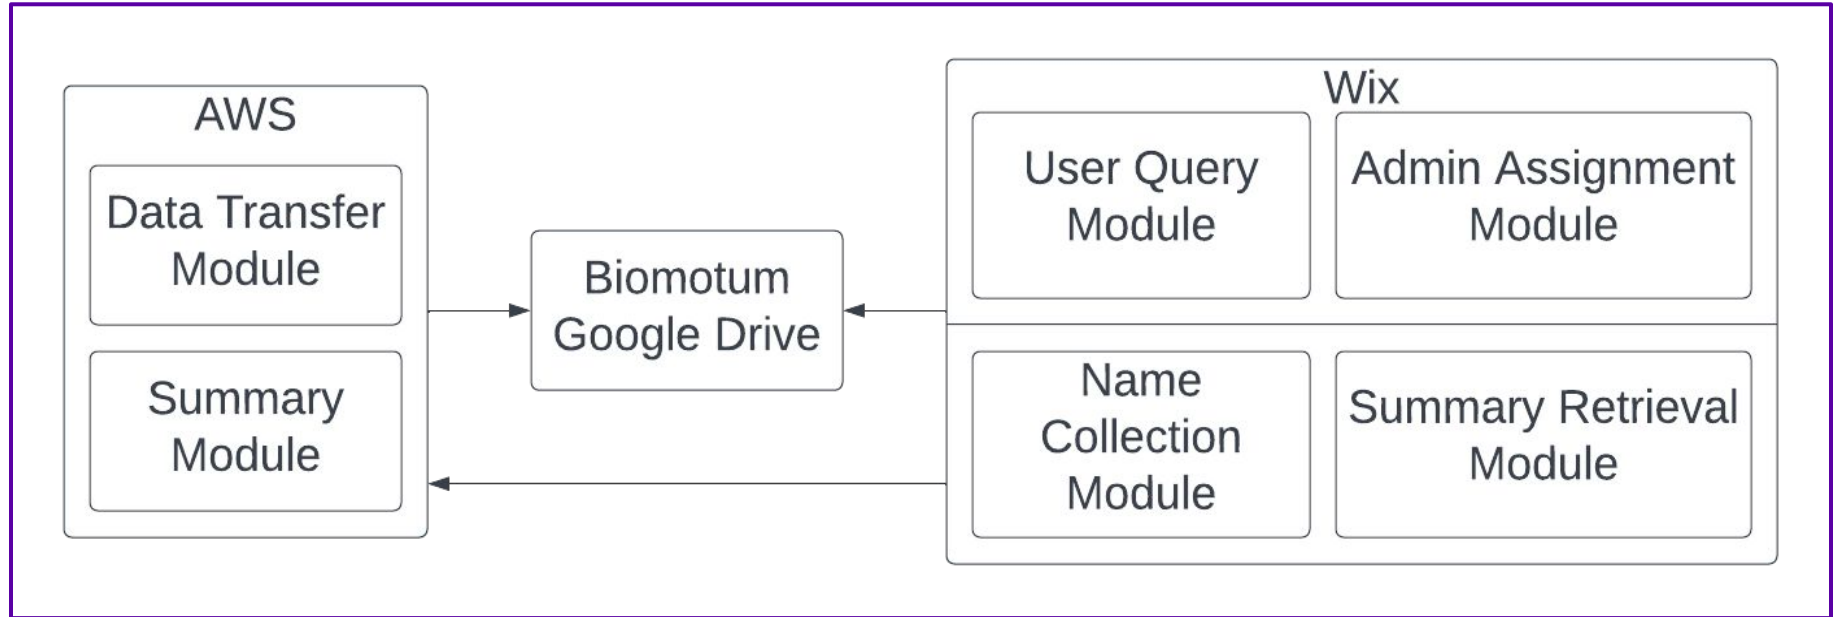 AWS
Data Transfer
Module
Summary
Module
Biomotum
Google Drive
Wix
User Query
Module
Admin Assignment
Module
Name
Collection
Module
Summary Retrieval
Module